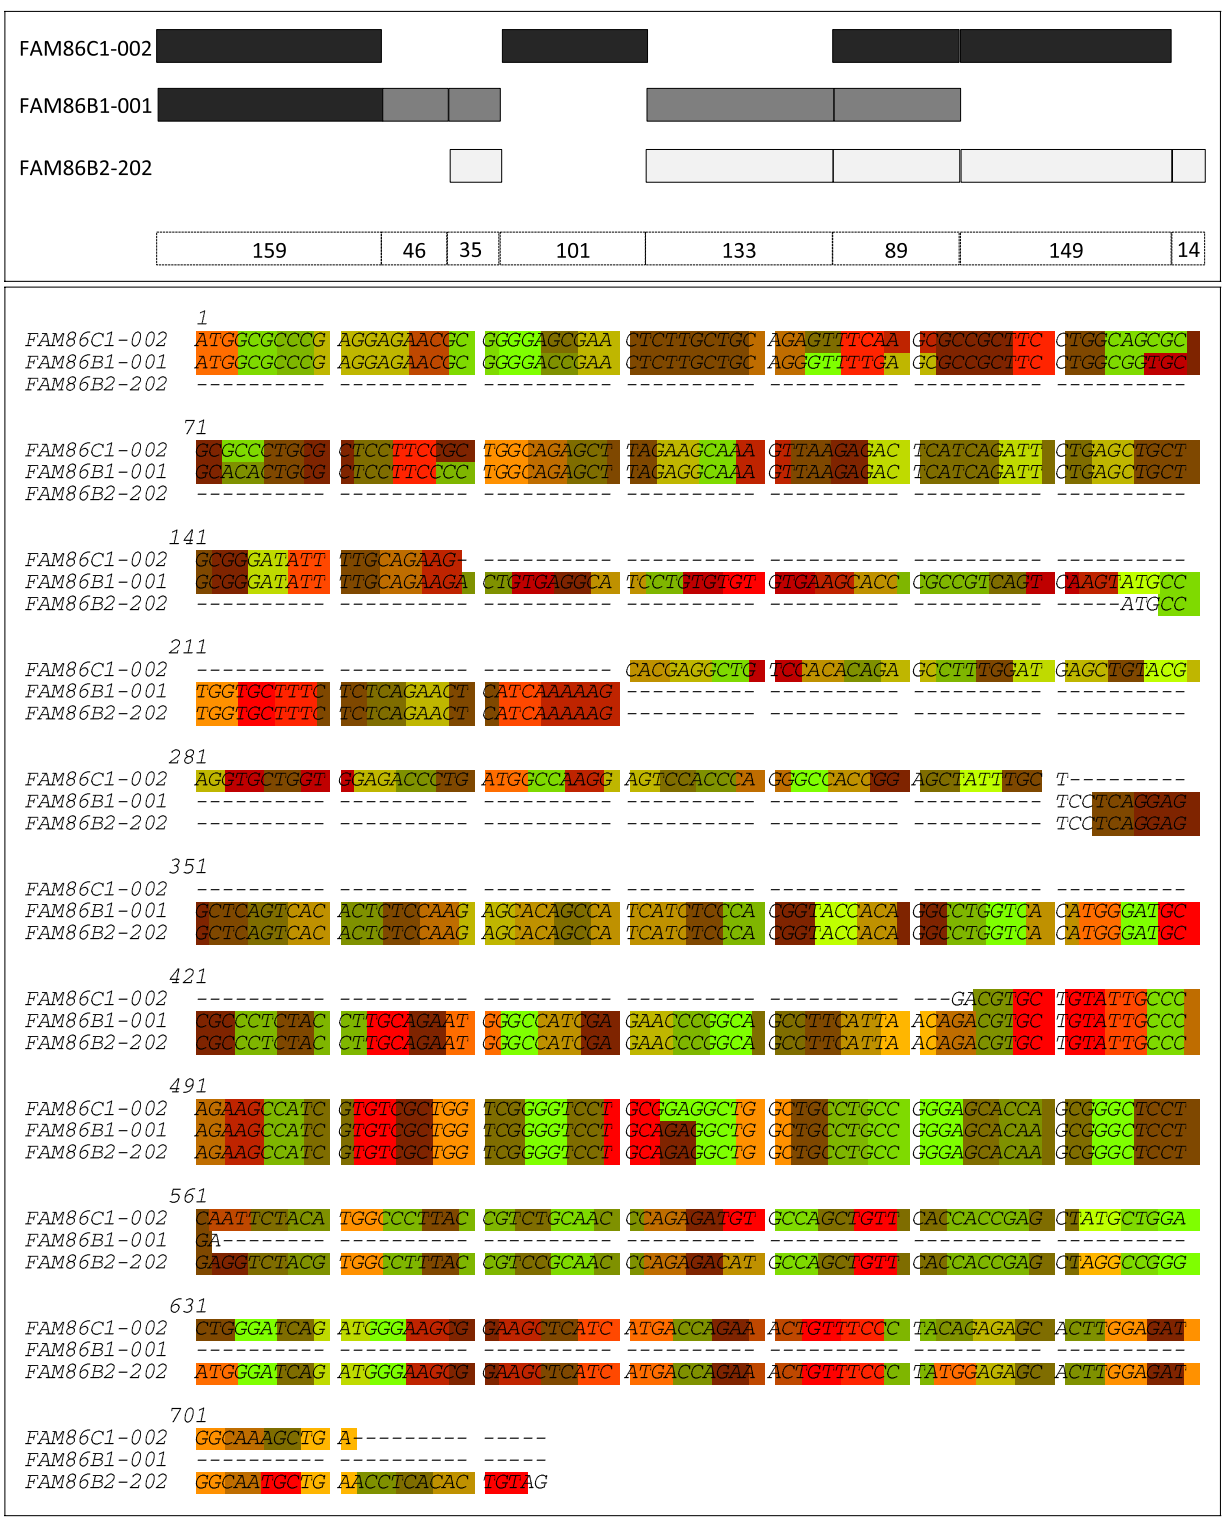 FAM86C1-002
FAM86B1-001
FAM86B2-202
159 46 35 101 133 89 149 14
1
FAM86C1-002 ATGGCGCCCG AGGAGAACGC GGGGAGCGAA CTCTTGCTGC AGAGTTTCAA GCGCCGCTTC CTGGCAGCGC
FAM86B1-001 ATGGCGCCCG AGGAGAACGC GGGGACCGAA CTCTTGCTGC AGGGTTTTGA GCGCCGCTTC CTGGCGGTGC
FAM86B2-202 ---------- ---------- ---------- ---------- ---------- ---------- ----------
71
FAM86C1-002 GCGCCCTGCG CTCCTTCCGC TGGCAGAGCT TAGAAGCAAA GTTAAGAGAC TCATCAGATT CTGAGCTGCT
FAM86B1-001 GCACACTGCG CTCCTTCCCC TGGCAGAGCT TAGAGGCAAA GTTAAGAGAC TCATCAGATT CTGAGCTGCT
FAM86B2-202 ---------- ---------- ---------- ---------- ---------- ---------- ----------
141
FAM86C1-002 GCGGGATATT TTGCAGAAG- ---------- ---------- ---------- ---------- ----------
FAM86B1-001 GCGGGATATT TTGCAGAAGA CTGTGAGGCA TCCTGTGTGT GTGAAGCACC CGCCGTCAGT CAAGTATGCC
FAM86B2-202 ---------- ---------- ---------- ---------- ---------- ---------- -----ATGCC
211
FAM86C1-002 ---------- ---------- ---------- CACGAGGCTG TCCACACAGA GCCTTTGGAT GAGCTGTACG
FAM86B1-001 TGGTGCTTTC TCTCAGAACT CATCAAAAAG ---------- ---------- ---------- ----------
FAM86B2-202 TGGTGCTTTC TCTCAGAACT CATCAAAAAG ---------- ---------- ---------- ----------
281
FAM86C1-002 AGGTGCTGGT GGAGACCCTG ATGGCCAAGG AGTCCACCCA GGGCCACCGG AGCTATTTGC T---------
FAM86B1-001 ---------- ---------- ---------- ---------- ---------- ---------- TCCTCAGGAG
FAM86B2-202 ---------- ---------- ---------- ---------- ---------- ---------- TCCTCAGGAG
351
FAM86C1-002 ---------- ---------- ---------- ---------- ---------- ---------- ----------
FAM86B1-001 GCTCAGTCAC ACTCTCCAAG AGCACAGCCA TCATCTCCCA CGGTACCACA GGCCTGGTCA CATGGGATGC
FAM86B2-202 GCTCAGTCAC ACTCTCCAAG AGCACAGCCA TCATCTCCCA CGGTACCACA GGCCTGGTCA CATGGGATGC
421
FAM86C1-002 ---------- ---------- ---------- ---------- ---------- ---GACGTGC TGTATTGCCC
FAM86B1-001 CGCCCTCTAC CTTGCAGAAT GGGCCATCGA GAACCCGGCA GCCTTCATTA ACAGACGTGC TGTATTGCCC
FAM86B2-202 CGCCCTCTAC CTTGCAGAAT GGGCCATCGA GAACCCGGCA GCCTTCATTA ACAGACGTGC TGTATTGCCC
491
FAM86C1-002 AGAAGCCATC GTGTCGCTGG TCGGGGTCCT GCGGAGGCTG GCTGCCTGCC GGGAGCACCA GCGGGCTCCT
FAM86B1-001 AGAAGCCATC GTGTCGCTGG TCGGGGTCCT GCAGAGGCTG GCTGCCTGCC GGGAGCACAA GCGGGCTCCT
FAM86B2-202 AGAAGCCATC GTGTCGCTGG TCGGGGTCCT GCAGAGGCTG GCTGCCTGCC GGGAGCACAA GCGGGCTCCT
561
FAM86C1-002 CAATTCTACA TGGCCCTTAC CGTCTGCAAC CCAGAGATGT GCCAGCTGTT CACCACCGAG CTATGCTGGA
FAM86B1-001 GA-------- ---------- ---------- ---------- ---------- ---------- ----------
FAM86B2-202 GAGGTCTACG TGGCCTTTAC CGTCCGCAAC CCAGAGACAT GCCAGCTGTT CACCACCGAG CTAGGCCGGG
631
FAM86C1-002 CTGGGATCAG ATGGGAAGCG GAAGCTCATC ATGACCAGAA ACTGTTTCCC TACAGAGAGC ACTTGGAGAT
FAM86B1-001 ---------- ---------- ---------- ---------- ---------- ---------- ----------
FAM86B2-202 ATGGGATCAG ATGGGAAGCG GAAGCTCATC ATGACCAGAA ACTGTTTCCC TATGGAGAGC ACTTGGAGAT
701
FAM86C1-002 GGCAAAGCTG A--------- -----
FAM86B1-001 ---------- ---------- -----
FAM86B2-202 GGCAATGCTG AACCTCACAC TGTAG